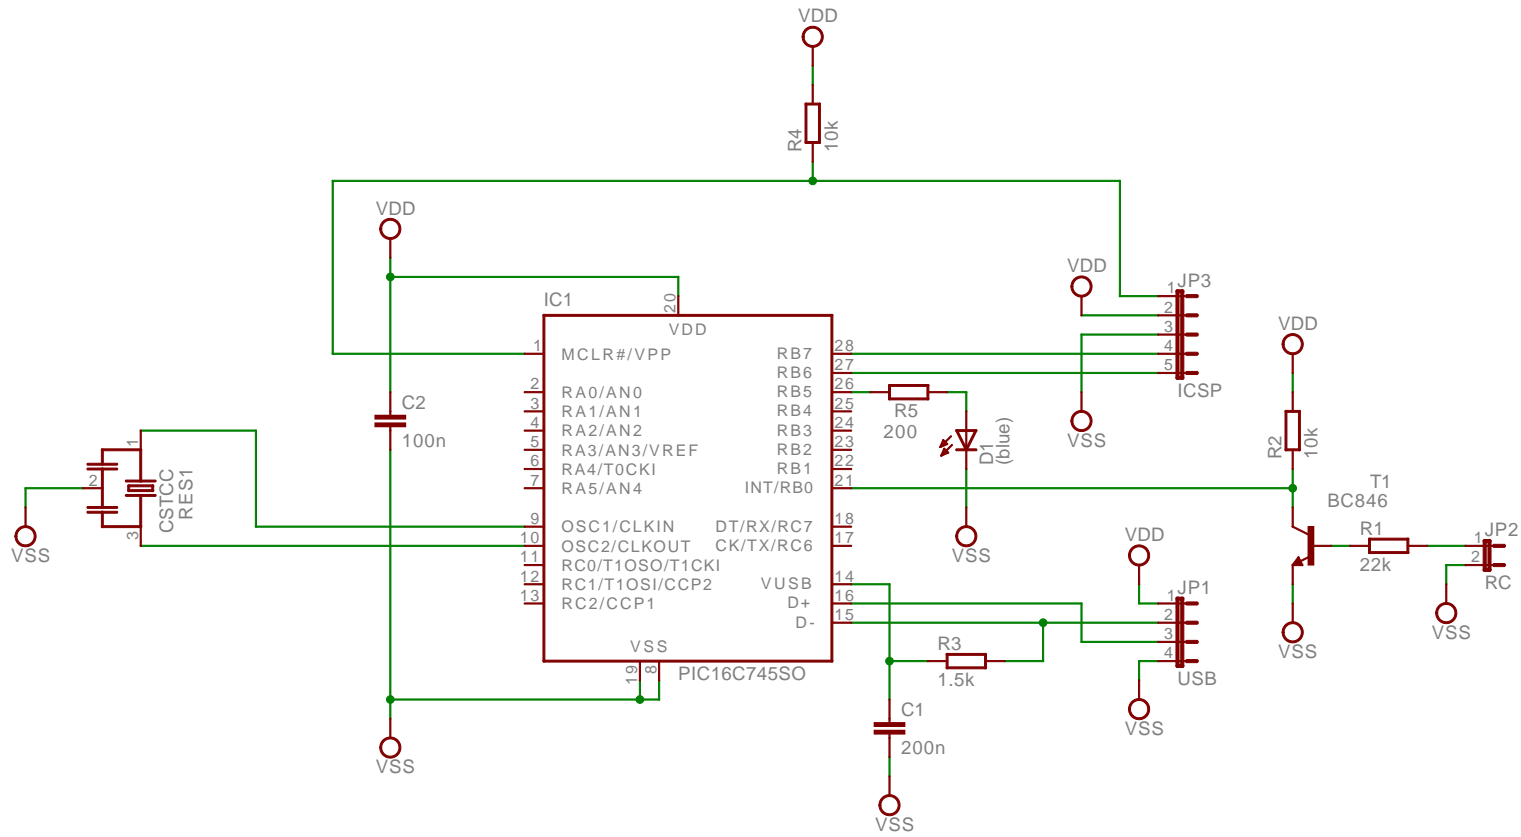 VDD
R4
10k
VDD
VDD
JP3
1
2
3
4
5
ICSP
VSS
IC1
20
VDD
1
MCLR#/VPP
2
RA0/AN0
3
RA1/AN1
4
RA2/AN2
5
RA3/AN3/VREF
6
RA4/T0CKI
7
RA5/AN4
9
OSC1/CLKIN
10
OSC2/CLKOUT
11
RC0/T1OSO/T1CKI
12
RC1/T1OSI/CCP2
13
RC2/CCP1
RB7
28
RB6
27
RB5
26
RB4
25
RB3
24
RB2
23
RB1
22
INT/RB0
21
DT/RX/RC7
18
CK/TX/RC6
17
VUSB
14
D+
16
D-
15
VSS
19
8
PIC16C745SO
C2
100n
VSS
1
2
3
CSTCC
RES1
VSS
R5
200
D1
(blue)
VSS
VDD
R2
10k
T1
BC846
R1
22k
JP2
1
2
RC
VSS
VSS
VDD
JP1
1
2
3
4
USB
VSS
R3
1.5k
C1
200n
VSS